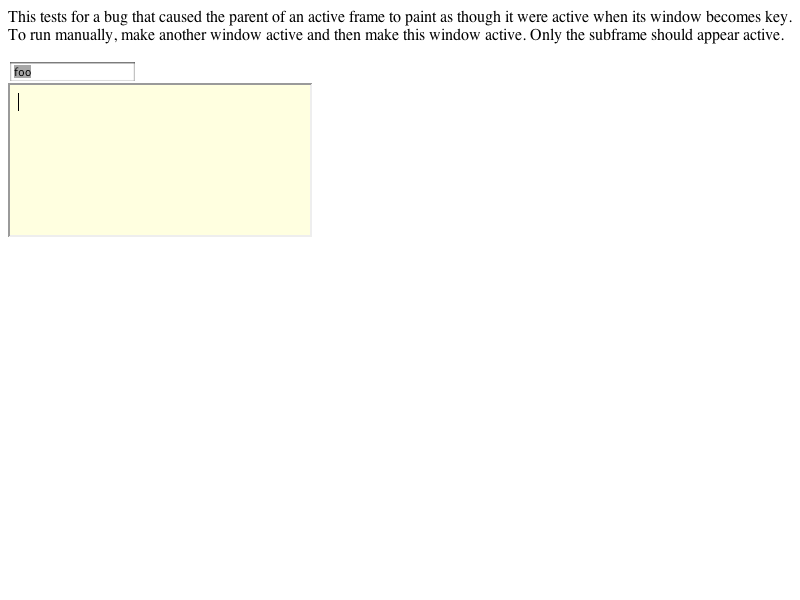 This tests for a bug that caused the parent of an active frame to paint as though it were active when its window becomes key.
To run manually, make another window active and then make this window active. Only the subframe should appear active.
foo